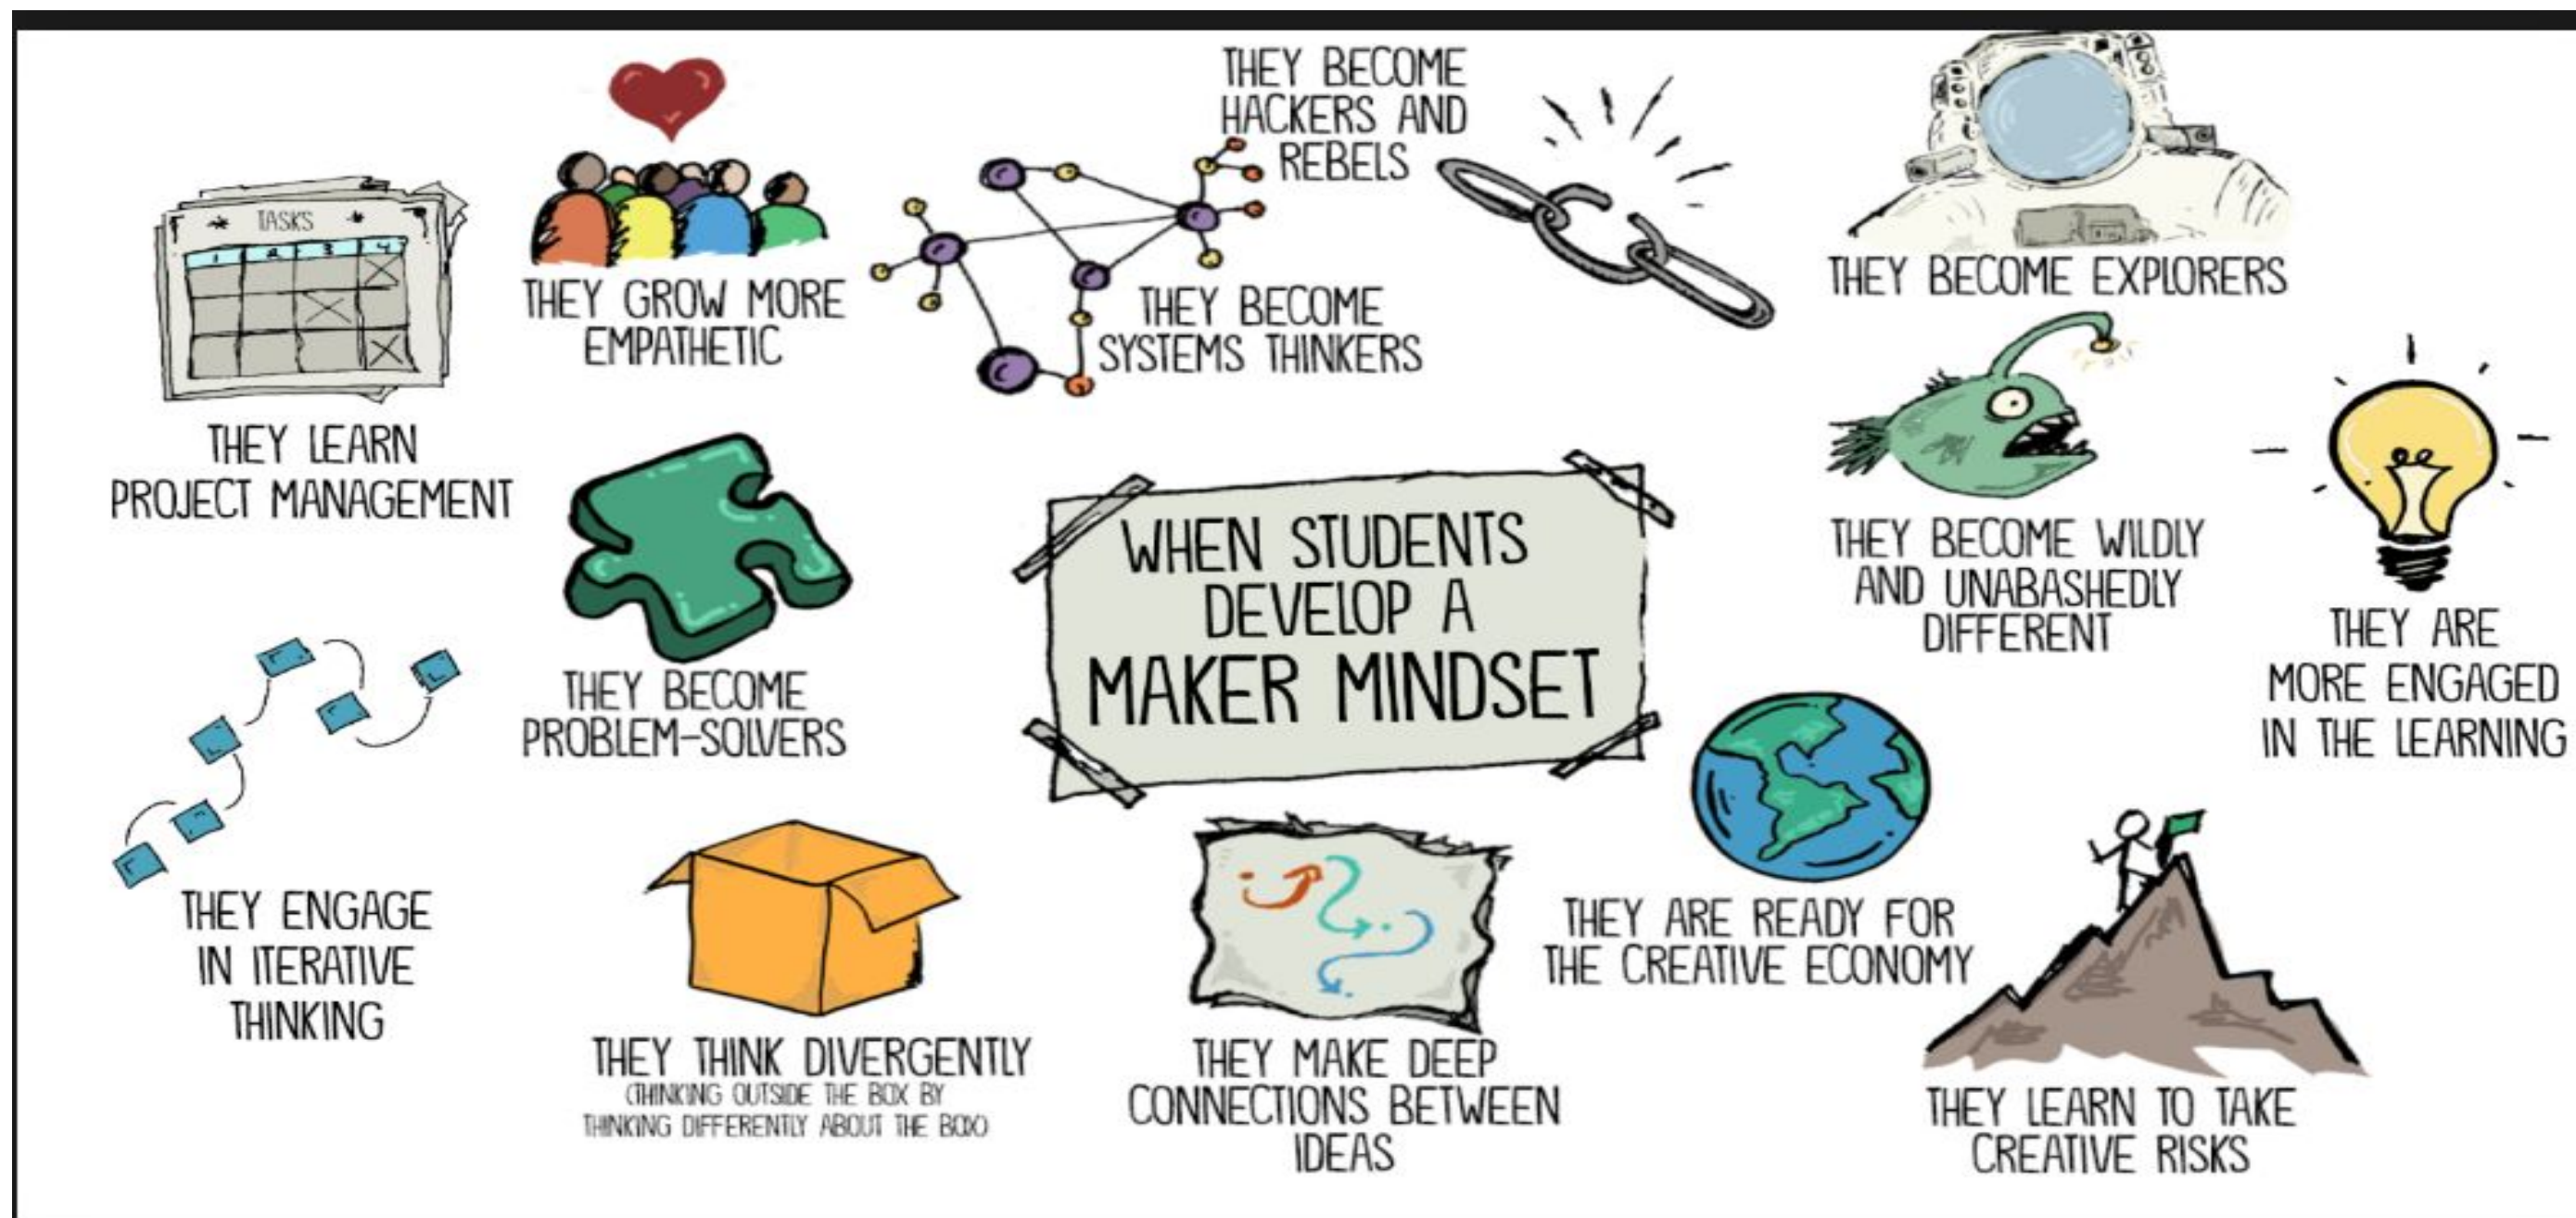 TASKS
1 2 3 4
THEY LEARN
PROJECT MANAGEMENT
THEY GROW MORE
EMPATHETIC
THEY BECOME
HACKERS AND
REBELS
THEY BECOME
SYSTEMS THINKERS
THEY BECOME EXPLORERS
THEY BECOME
PROBLEM-SOLVERS
WHEN STUDENTS
DEVELOP A
MAKER MINDSET
THEY BECOME WILDLY
AND UNABASHEDLY
DIFFERENT
THEY ARE
MORE ENGAGED
IN THE LEARNING
THEY ENGAGE
IN ITERATIVE
THINKING
THEY THINK DIVERGENTLY
(THINKING OUTSIDE THE BOX BY
THINKING DIFFERENTLY ABOUT THE BOX)
THEY MAKE DEEP
CONNECTIONS BETWEEN
IDEAS
THEY ARE READY FOR
THE CREATIVE ECONOMY
THEY LEARN TO TAKE
CREATIVE RISKS